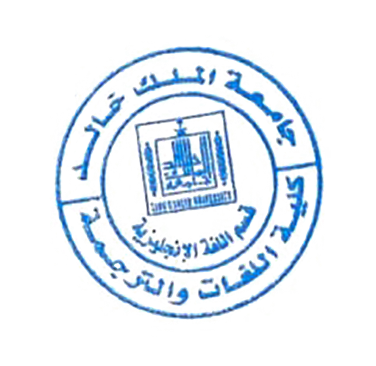 جامعة الملك خالد
قسم اللغة الإنجليزية
كلية اللغات والترجمة